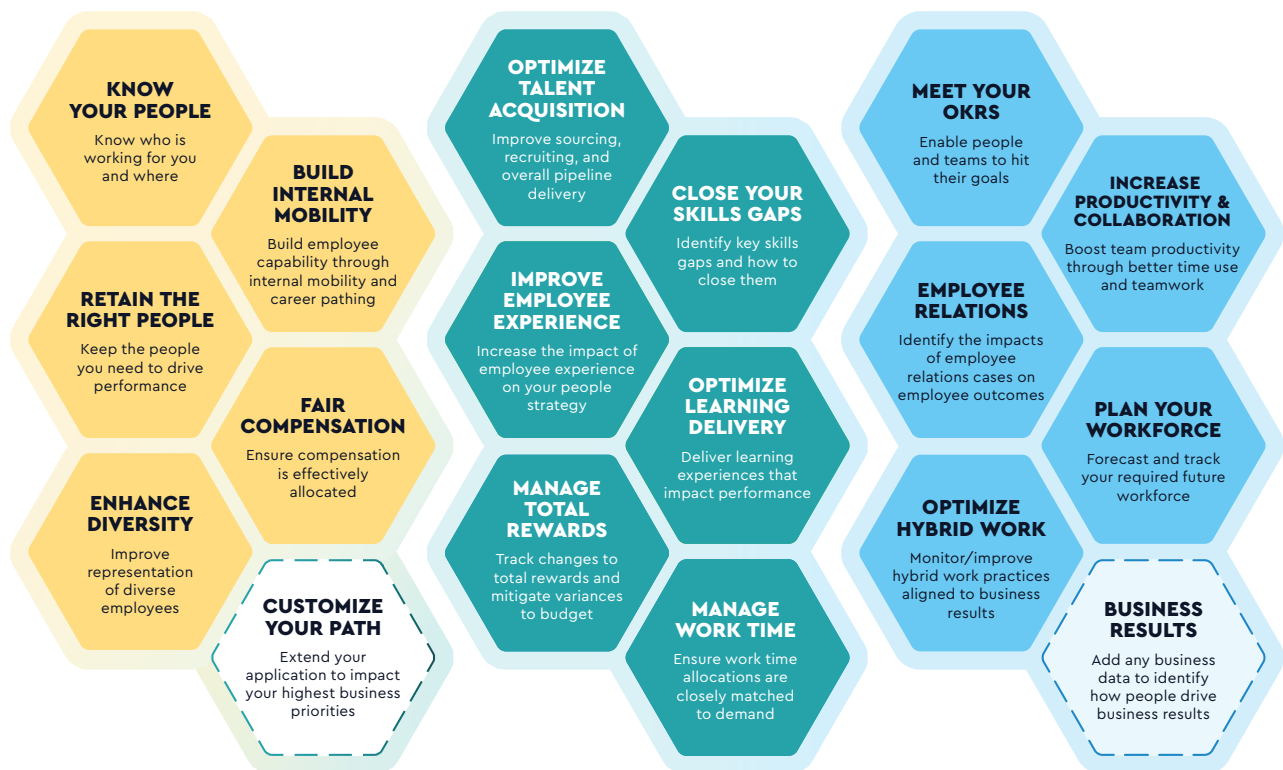 KNOW
YOUR PEOPLE
Know who is
working for you
and where
BUILD
INTERNAL
MOBILITY
Build employee
capability through
internal mobility and
career pathing
RETAIN THE
RIGHT PEOPLE
Keep the people
you need to drive
performance
FAIR
COMPENSATION
Ensure compensation
is effectively
allocated
ENHANCE
DIVERSITY
Improve
representation
of diverse
employees
CUSTOMIZE
YOUR PATH
Extend your
application to impact
your highest business
priorities
OPTIMIZE
TALENT
ACQUISITION
Improve sourcing,
recruiting, and
overall pipeline
delivery
CLOSE YOUR
SKILLS GAPS
Identify key skills
gaps and how to
close them
IMPROVE
EMPLOYEE
EXPERIENCE
Increase the impact of
employee experience
on your people
strategy
OPTIMIZE
LEARNING
DELIVERY
Deliver learning
experiences that
impact performance
MANAGE
TOTAL
REWARDS
Track changes to
total rewards and
mitigate variances
to budget
MANAGE
WORK TIME
Ensure work time
allocations are
closely matched
to demand
MEET YOUR
OKRS
Enable people
and teams to hit
their goals
INCREASE
PRODUCTIVITY &
COLLABORATION
Boost team productivity
through better time use
and teamwork
EMPLOYEE
RELATIONS
Identify the impacts
of employee
relations cases on
employee outcomes
PLAN YOUR
WORKFORCE
Forecast and track
your required future
workforce
OPTIMIZE
HYBRID WORK
Monitor/improve
hybrid work practices
aligned to business
results
BUSINESS
RESULTS
Add any business
data to identify
how people drive
business results